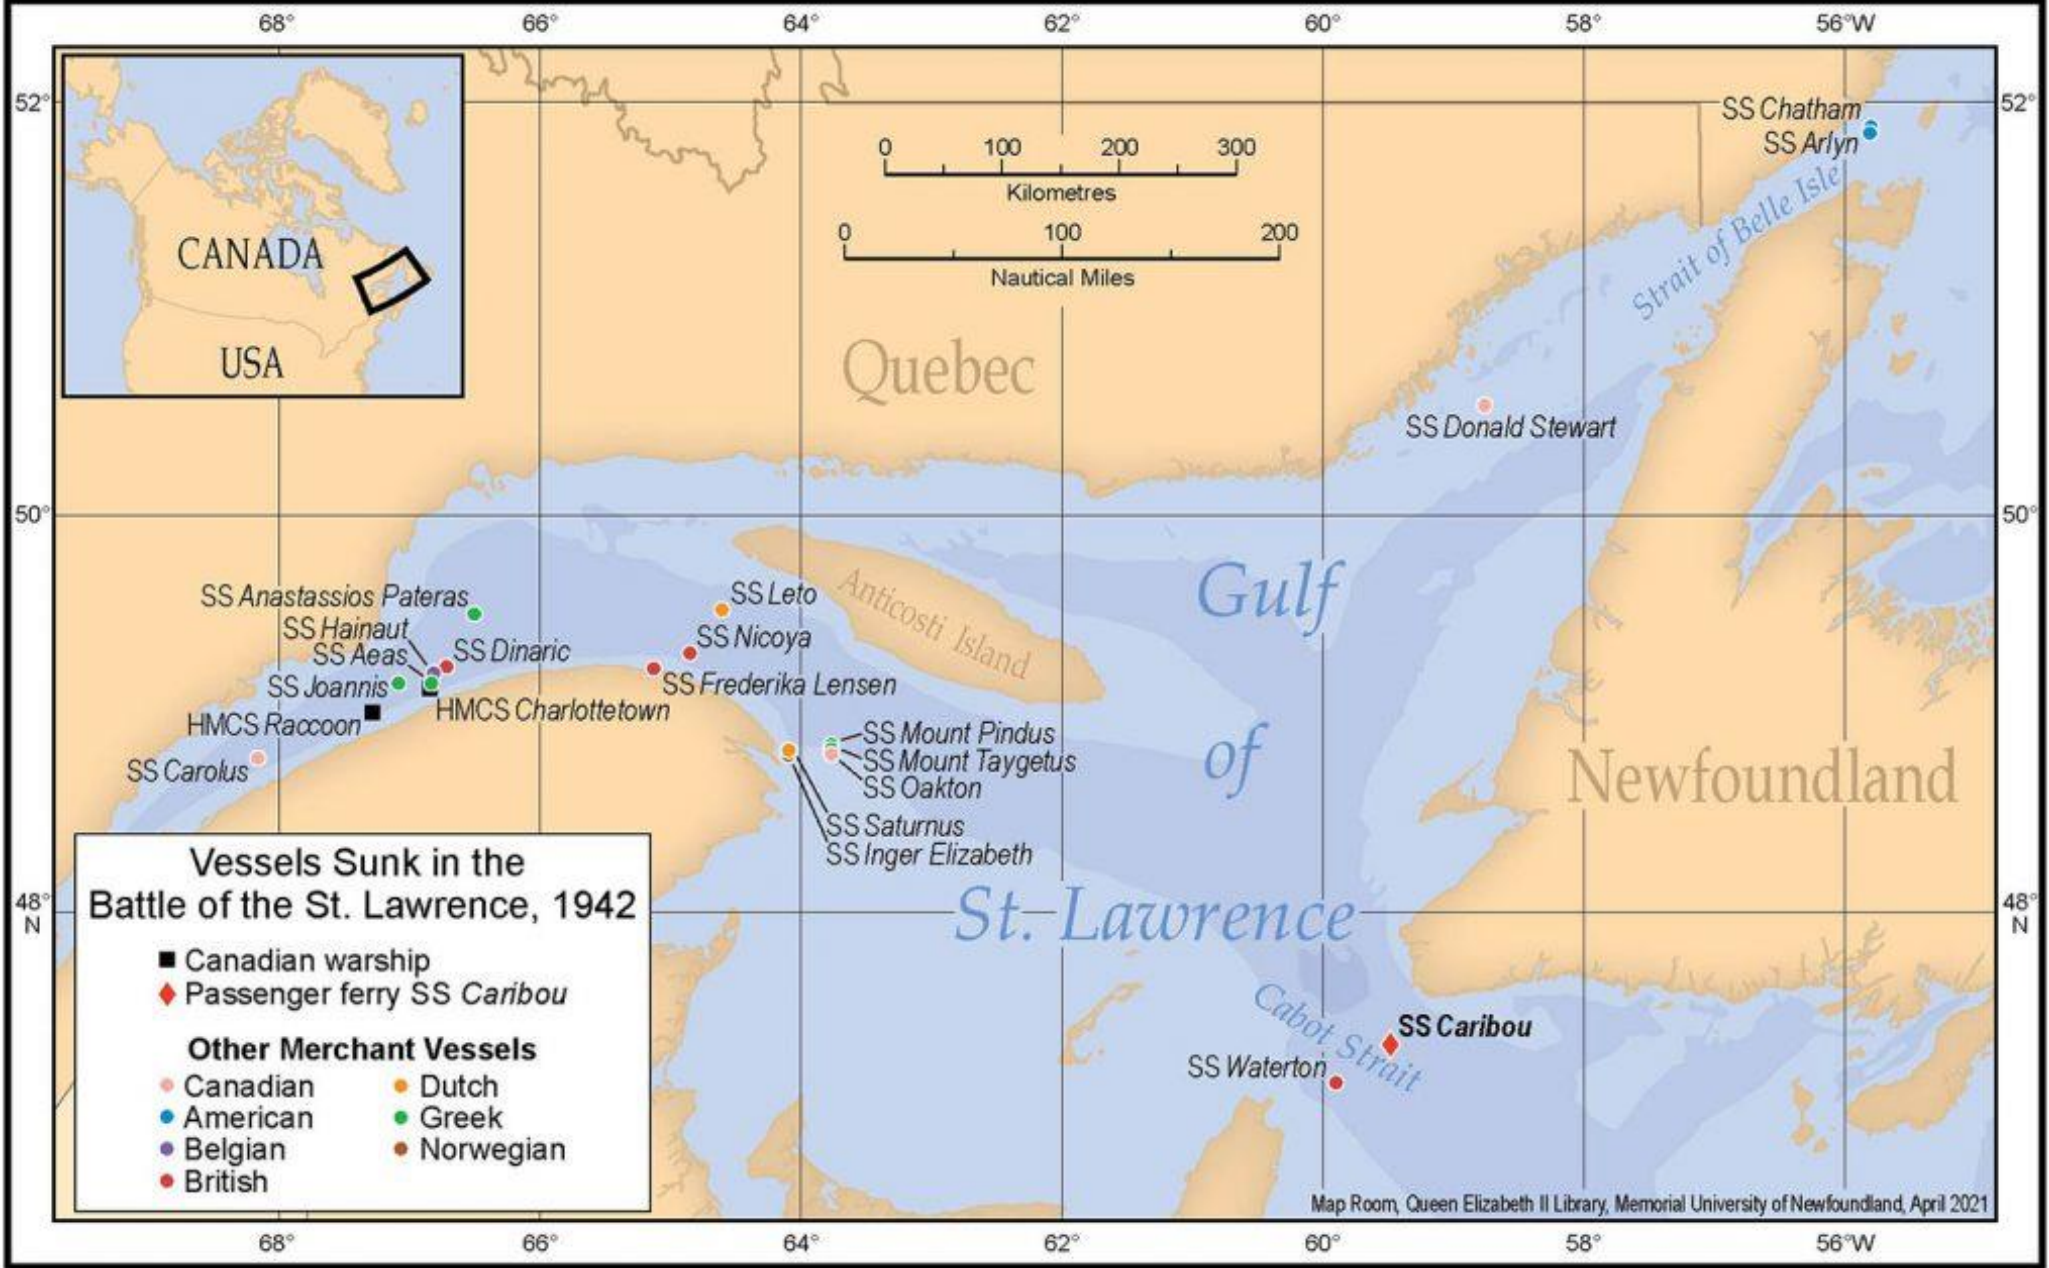 68° 66° 64° 62° 60° 58° 56°W
52° 52°
CANADA
USA
SS Chatham
SS Arlyn
0 100 200 300
Kilometres
0 100 200
Nautical Miles
Strait of Belle Isle
Quebec
SS Donald Stewart
50° 50°
Gulf
of
St. Lawrence
Anticosti Island
SS Anastassios Pateras
SS Hainaut
SS Aeas
SS Dinaric
SS Joannis
HMCS Charlottetown
HMCS Raccoon
SS Carolus
SS Leto
SS Nicoya
SS Frederika Lensen
SS Mount Pindus
SS Mount Taygetus
SS Oakton
SS Saturnus
SS Inger Elizabeth
Newfoundland
48° 48°
N N
Cabot Strait
SS Caribou
SS Waterton
Vessels Sunk in the
Battle of the St. Lawrence, 1942
Canadian warship
Passenger ferry SS Caribou
Other Merchant Vessels
Canadian Dutch
American Greek
Belgian Norwegian
British
Map Room, Queen Elizabeth II Library, Memorial University of Newfoundland, April 2021
68° 66° 64° 62° 60° 58° 56°W